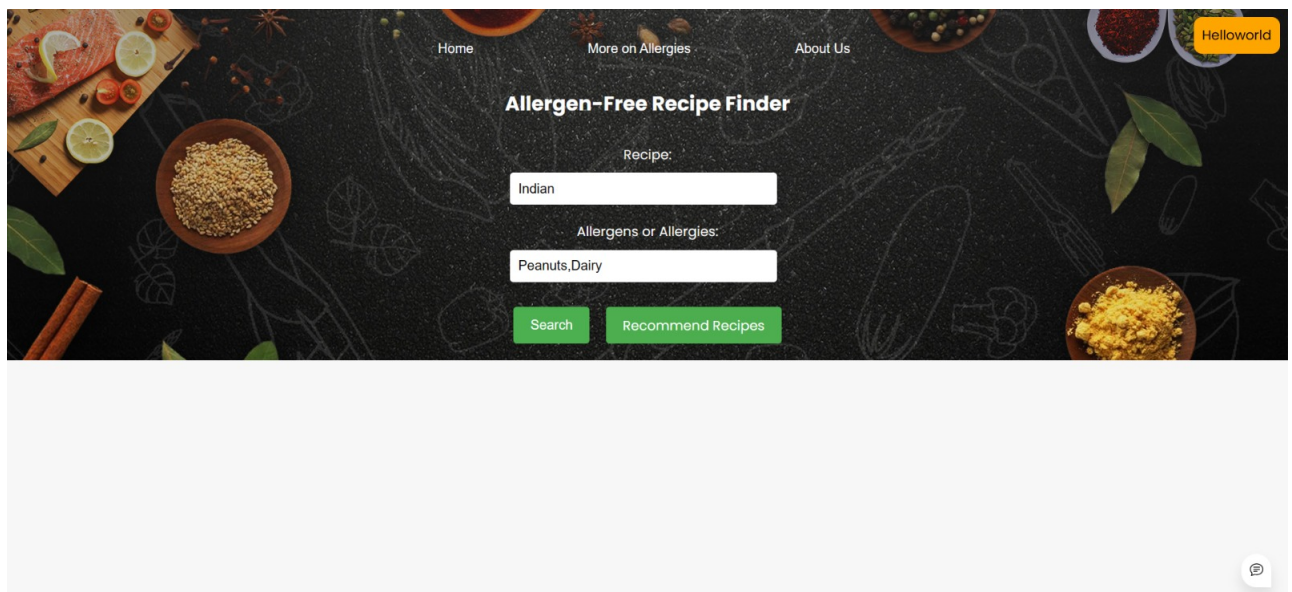 Home More on Allergies About Us Helloworld
Allergen-Free Recipe Finder
Recipe:
Indian
Allergens or Allergies:
Peanuts,Dairy
Search Recommend Recipes